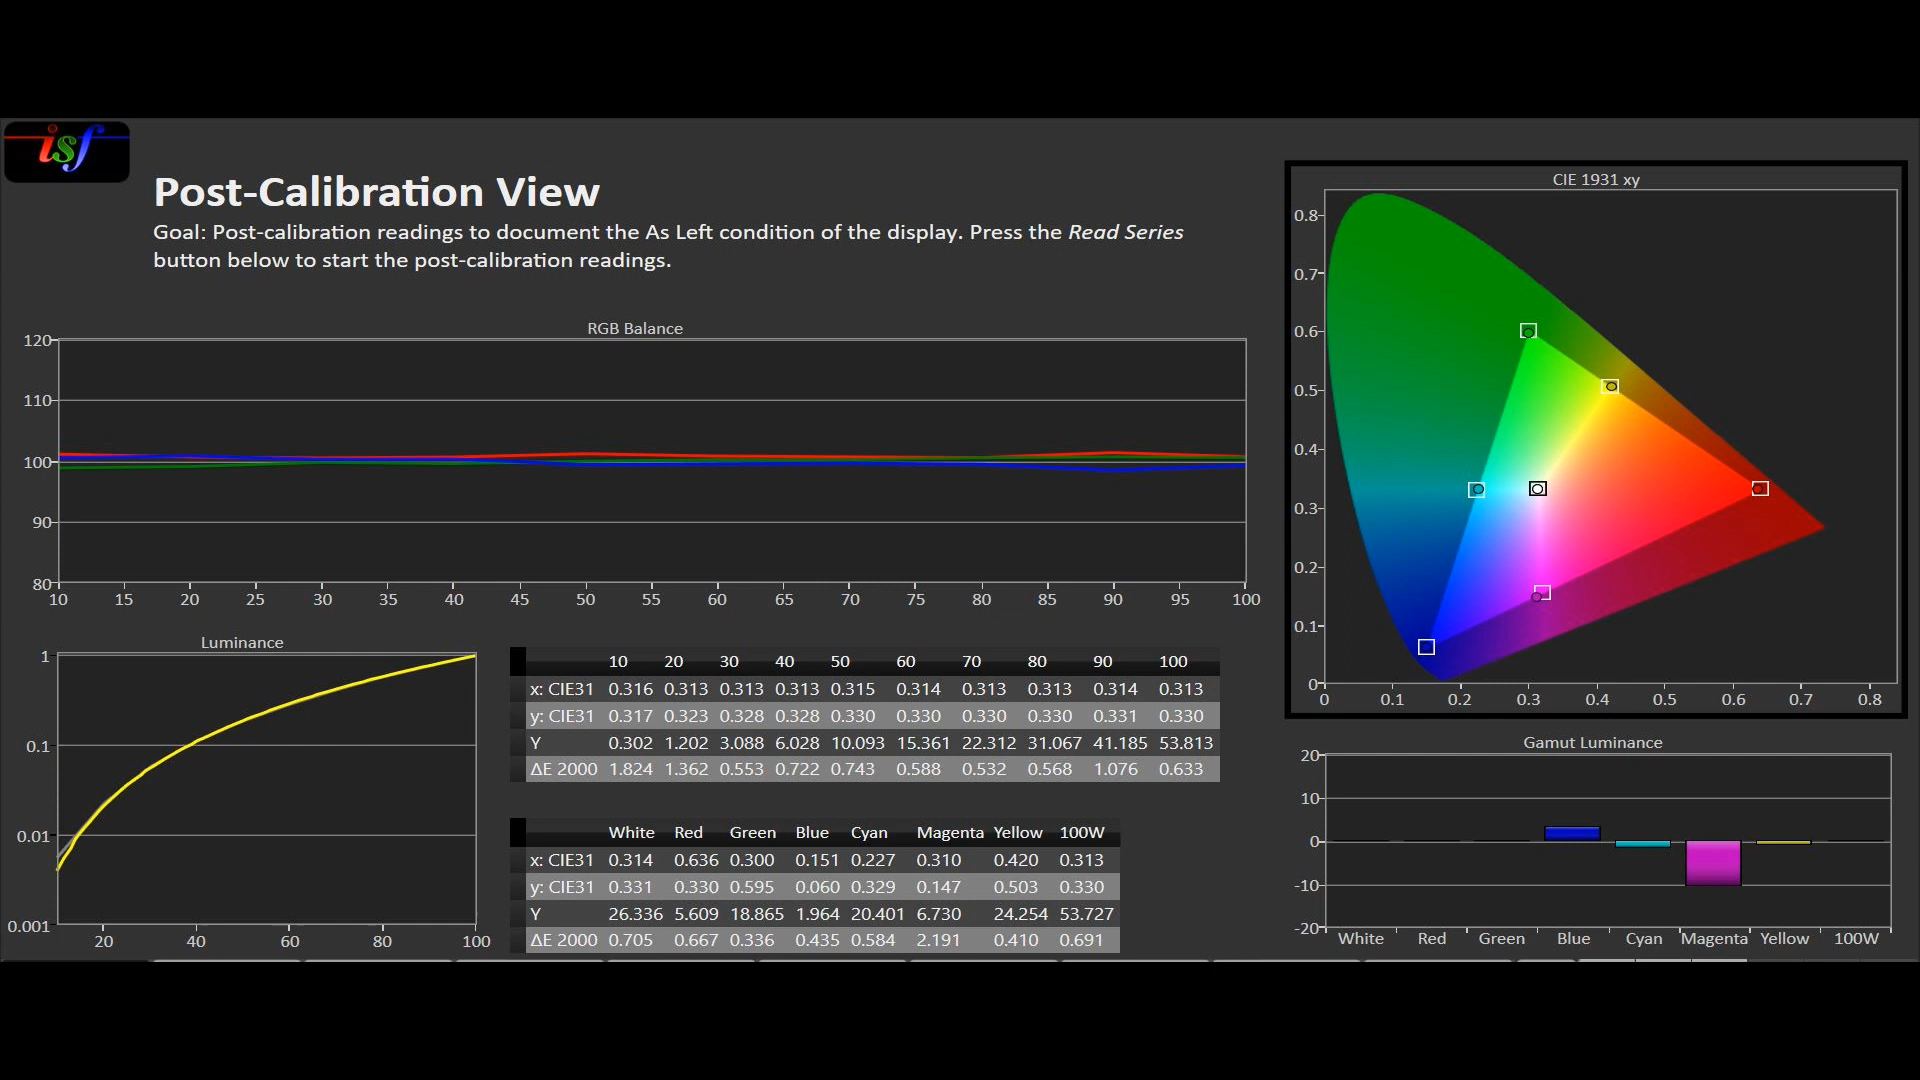 isf
Post-Calibration View
Goal: Post-calibration readings to document the As Left condition of the display. Press the Read Series
button below to start the post-calibration readings.
RGB Balance
120
110
100
90
80
10 15 20 25 30 35 40 45 50 55 60 65 70 75 80 85 90 95 100
Luminance
1
0.1
0.01
0.001
20 40 60 80 100
10 20 30 40 50 60 70 80 90 100
x: CIE31 0.316 0.313 0.313 0.313 0.315 0.314 0.313 0.313 0.314 0.313
y: CIE31 0.317 0.323 0.328 0.328 0.330 0.330 0.330 0.330 0.331 0.330
Y 0.302 1.202 3.088 6.028 10.093 15.361 22.312 31.067 41.185 53.813
ΔE 2000 1.824 1.362 0.553 0.722 0.743 0.588 0.532 0.568 1.076 0.633
White Red Green Blue Cyan Magenta Yellow 100W
x: CIE31 0.314 0.636 0.300 0.151 0.227 0.310 0.420 0.313
y: CIE31 0.331 0.330 0.595 0.060 0.329 0.147 0.503 0.330
Y 26.336 5.609 18.865 1.964 20.401 6.730 24.254 53.727
ΔE 2000 0.705 0.667 0.336 0.435 0.584 2.191 0.410 0.691
CIE 1931 xy
0.8
0.7
0.6
0.5
0.4
0.3
0.2
0.1
0
0 0.1 0.2 0.3 0.4 0.5 0.6 0.7 0.8
Gamut Luminance
20
10
0
-10
-20
White Red Green Blue Cyan Magenta Yellow 100W